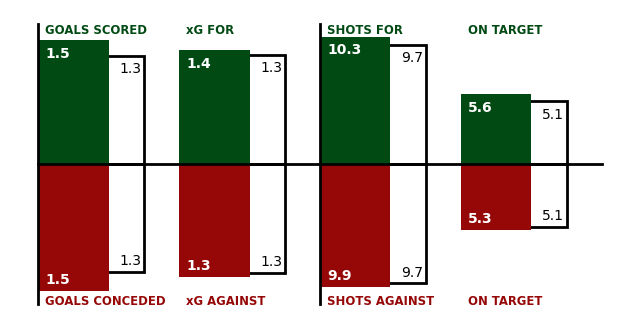 GOALS SCORED xG FOR SHOTS FOR ON TARGET
1.5 1.3 1.4 1.3 10.3 9.7 5.6 5.1
1.5 1.3 1.3 1.3 9.9 9.7 5.3 5.1
GOALS CONCEDED xG AGAINST SHOTS AGAINST ON TARGET